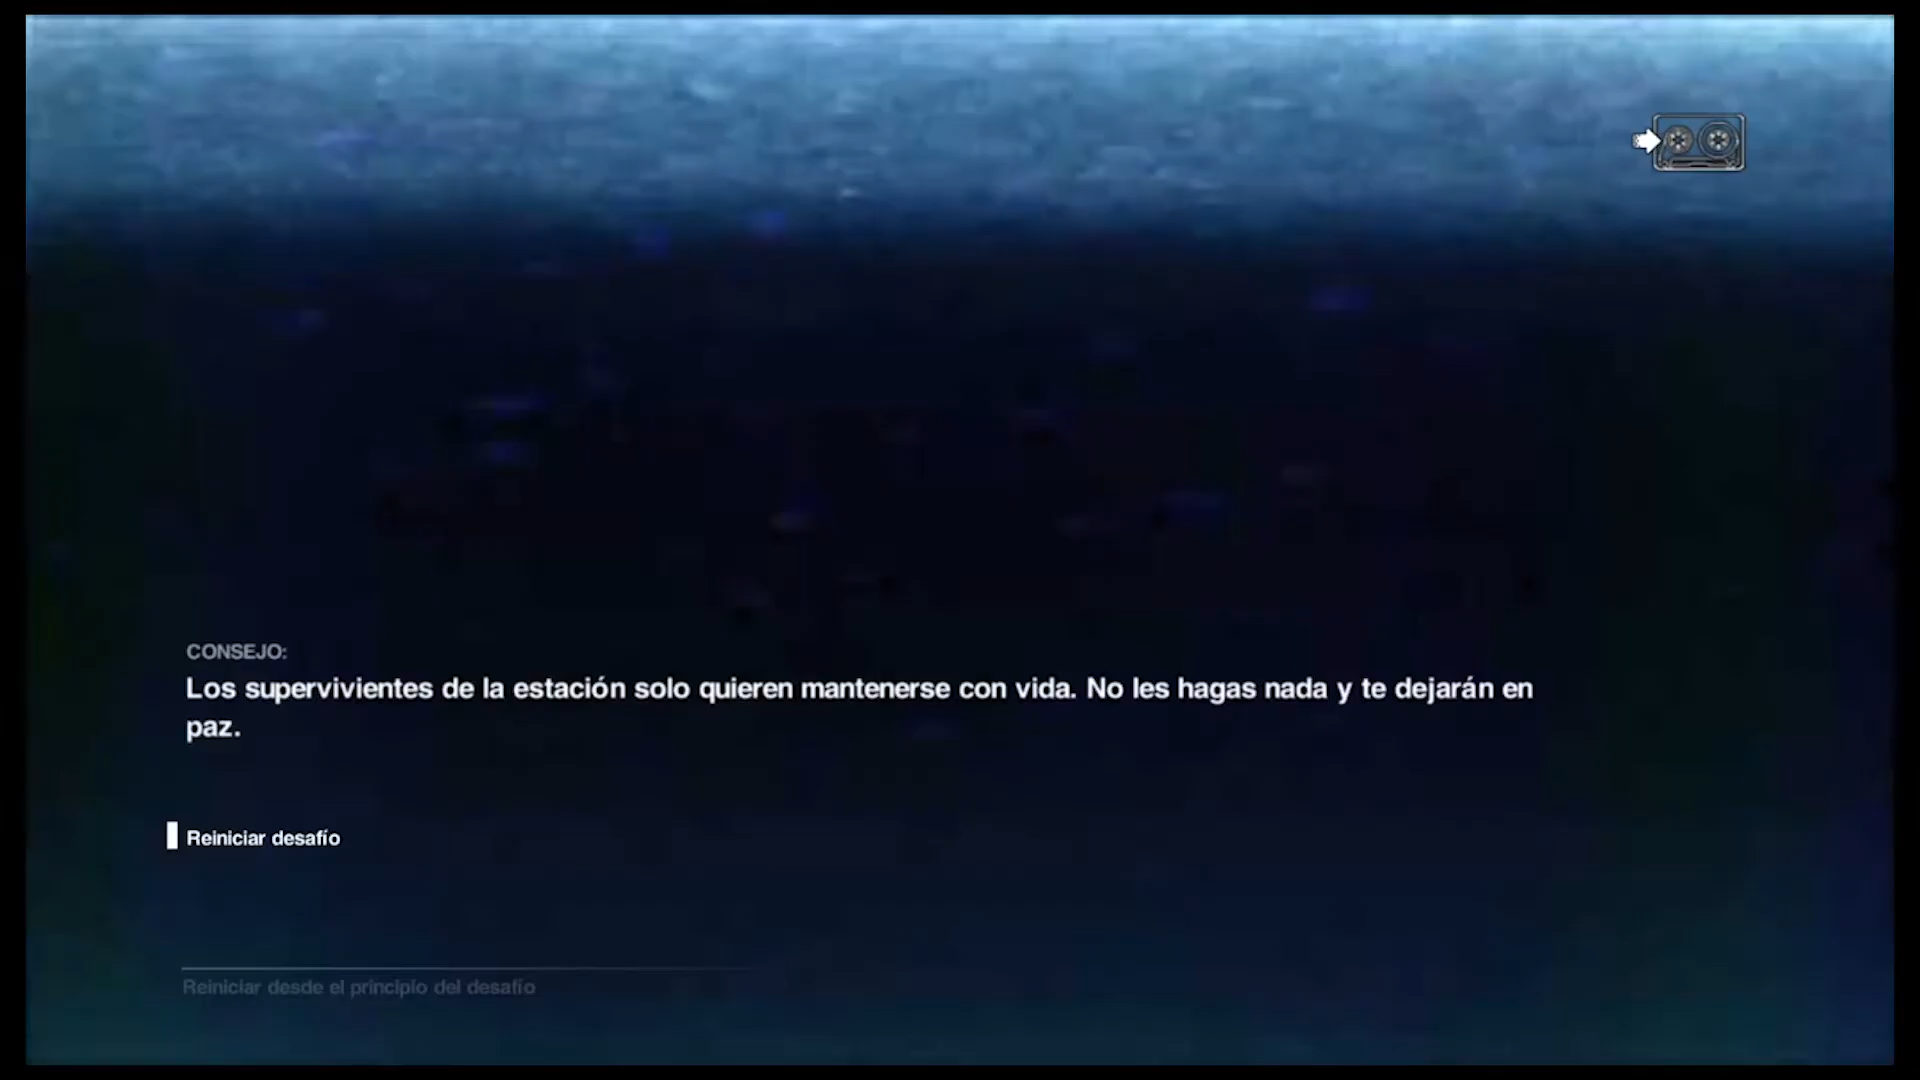 CONSEJO:
Los supervivientes de la estación solo quieren mantenerse con vida. No les hagas nada y te dejarán en
paz.
Reiniciar desafío
Reiniciar desde el principio del desafío